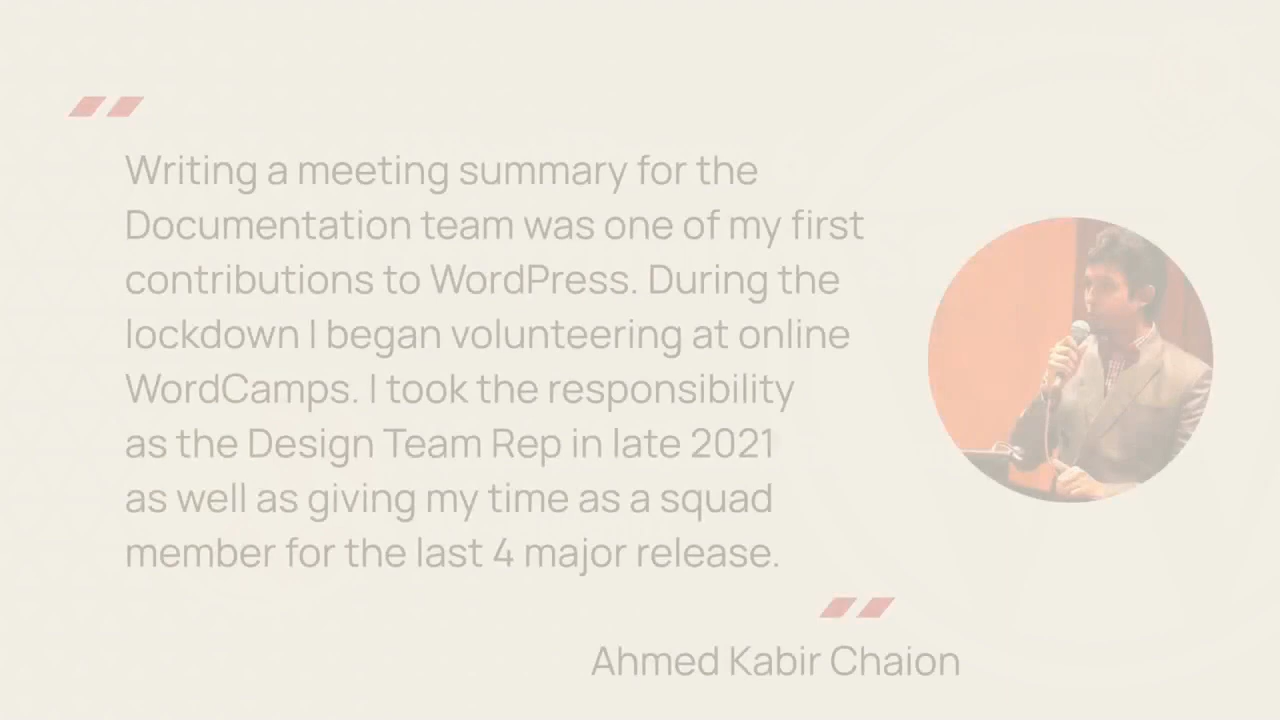 Writing a meeting summary for the
Documentation team was one of my first
contributions to WordPress. During the
lockdown I began volunteering at online
WordCamps. I took the responsibility
as the Design Team Rep in late 2021
as well as giving my time as a squad
member for the last 4 major release.
Ahmed Kabir Chaion